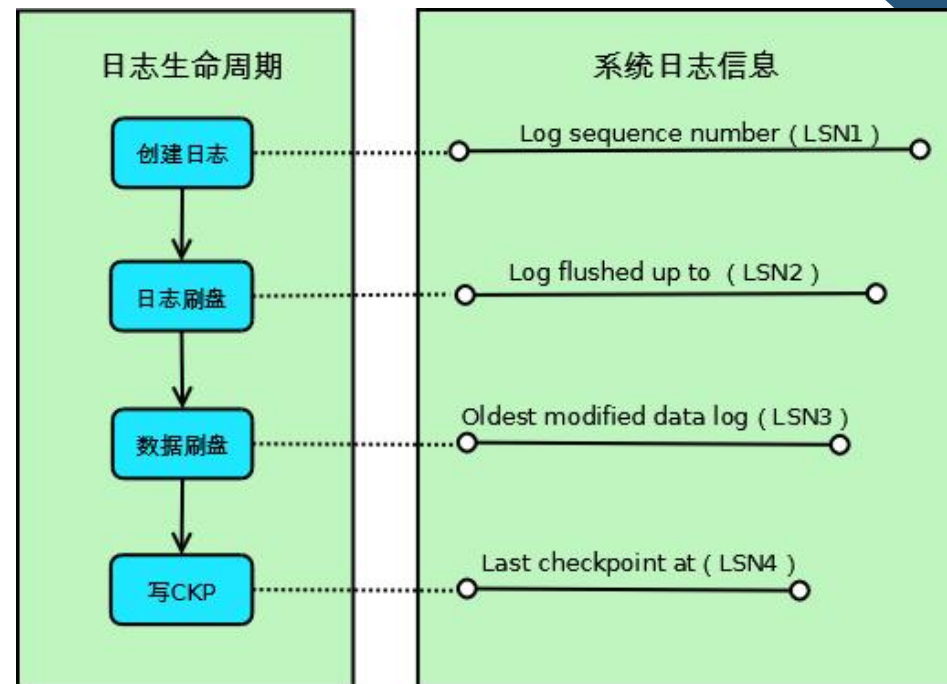 日志生命周期
系统日志信息
创建日志
Log sequence number ( LSN1 )
日志刷盘
Log flushed up to ( LSN2 )
数据刷盘
Oldest modified data log ( LSN3 )
写CKP
Last checkpoint at ( LSN4 )